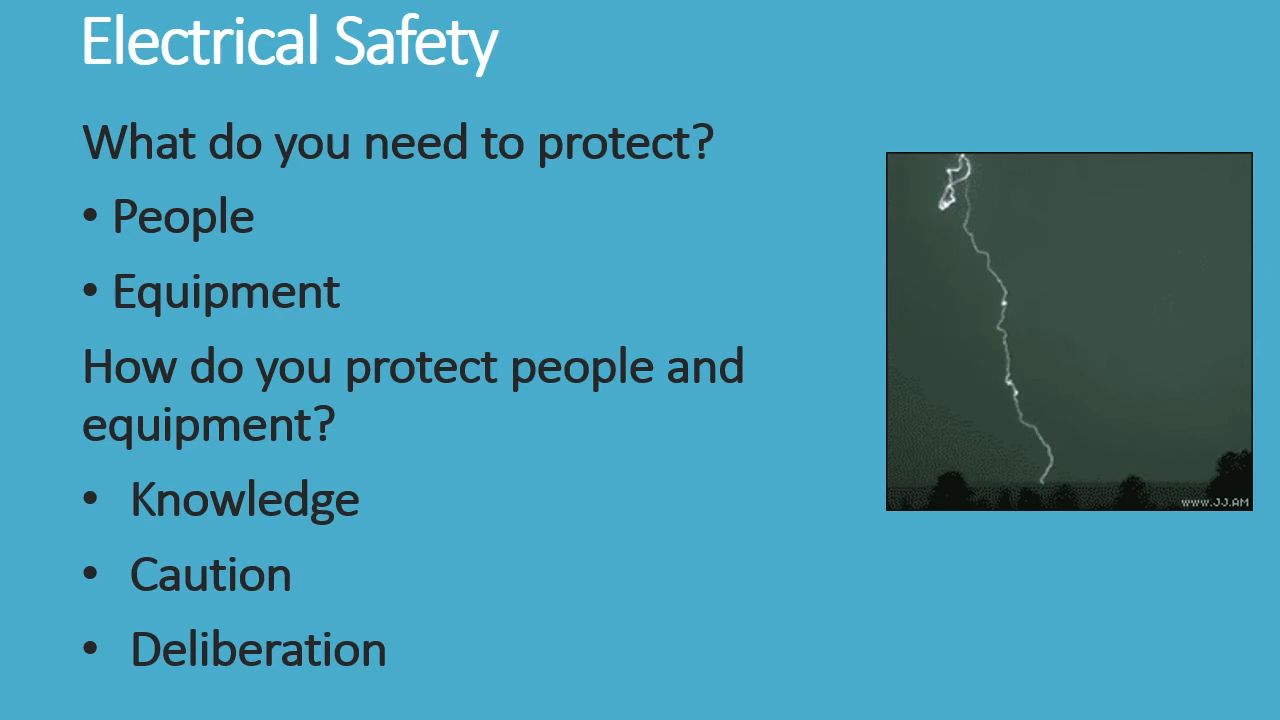 Electrical Safety
What do you need to protect?
• People
• Equipment
How do you protect people and
equipment?
• Knowledge
• Caution
• Deliberation
www.JJ.AM